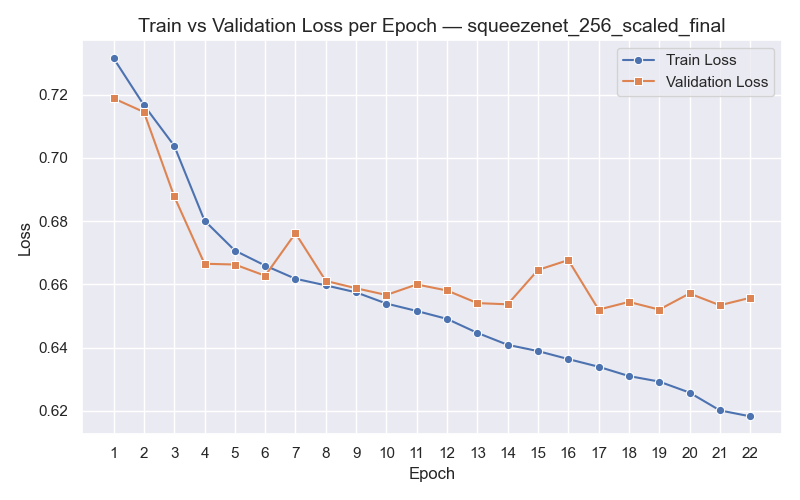 Train vs Validation Loss per Epoch — squeezenet_256_scaled_final
Train Loss
Validation Loss
0.72
0.70
0.68
0.66
0.64
0.62
Loss
1 2 3 4 5 6 7 8 9 10 11 12 13 14 15 16 17 18 19 20 21 22
Epoch